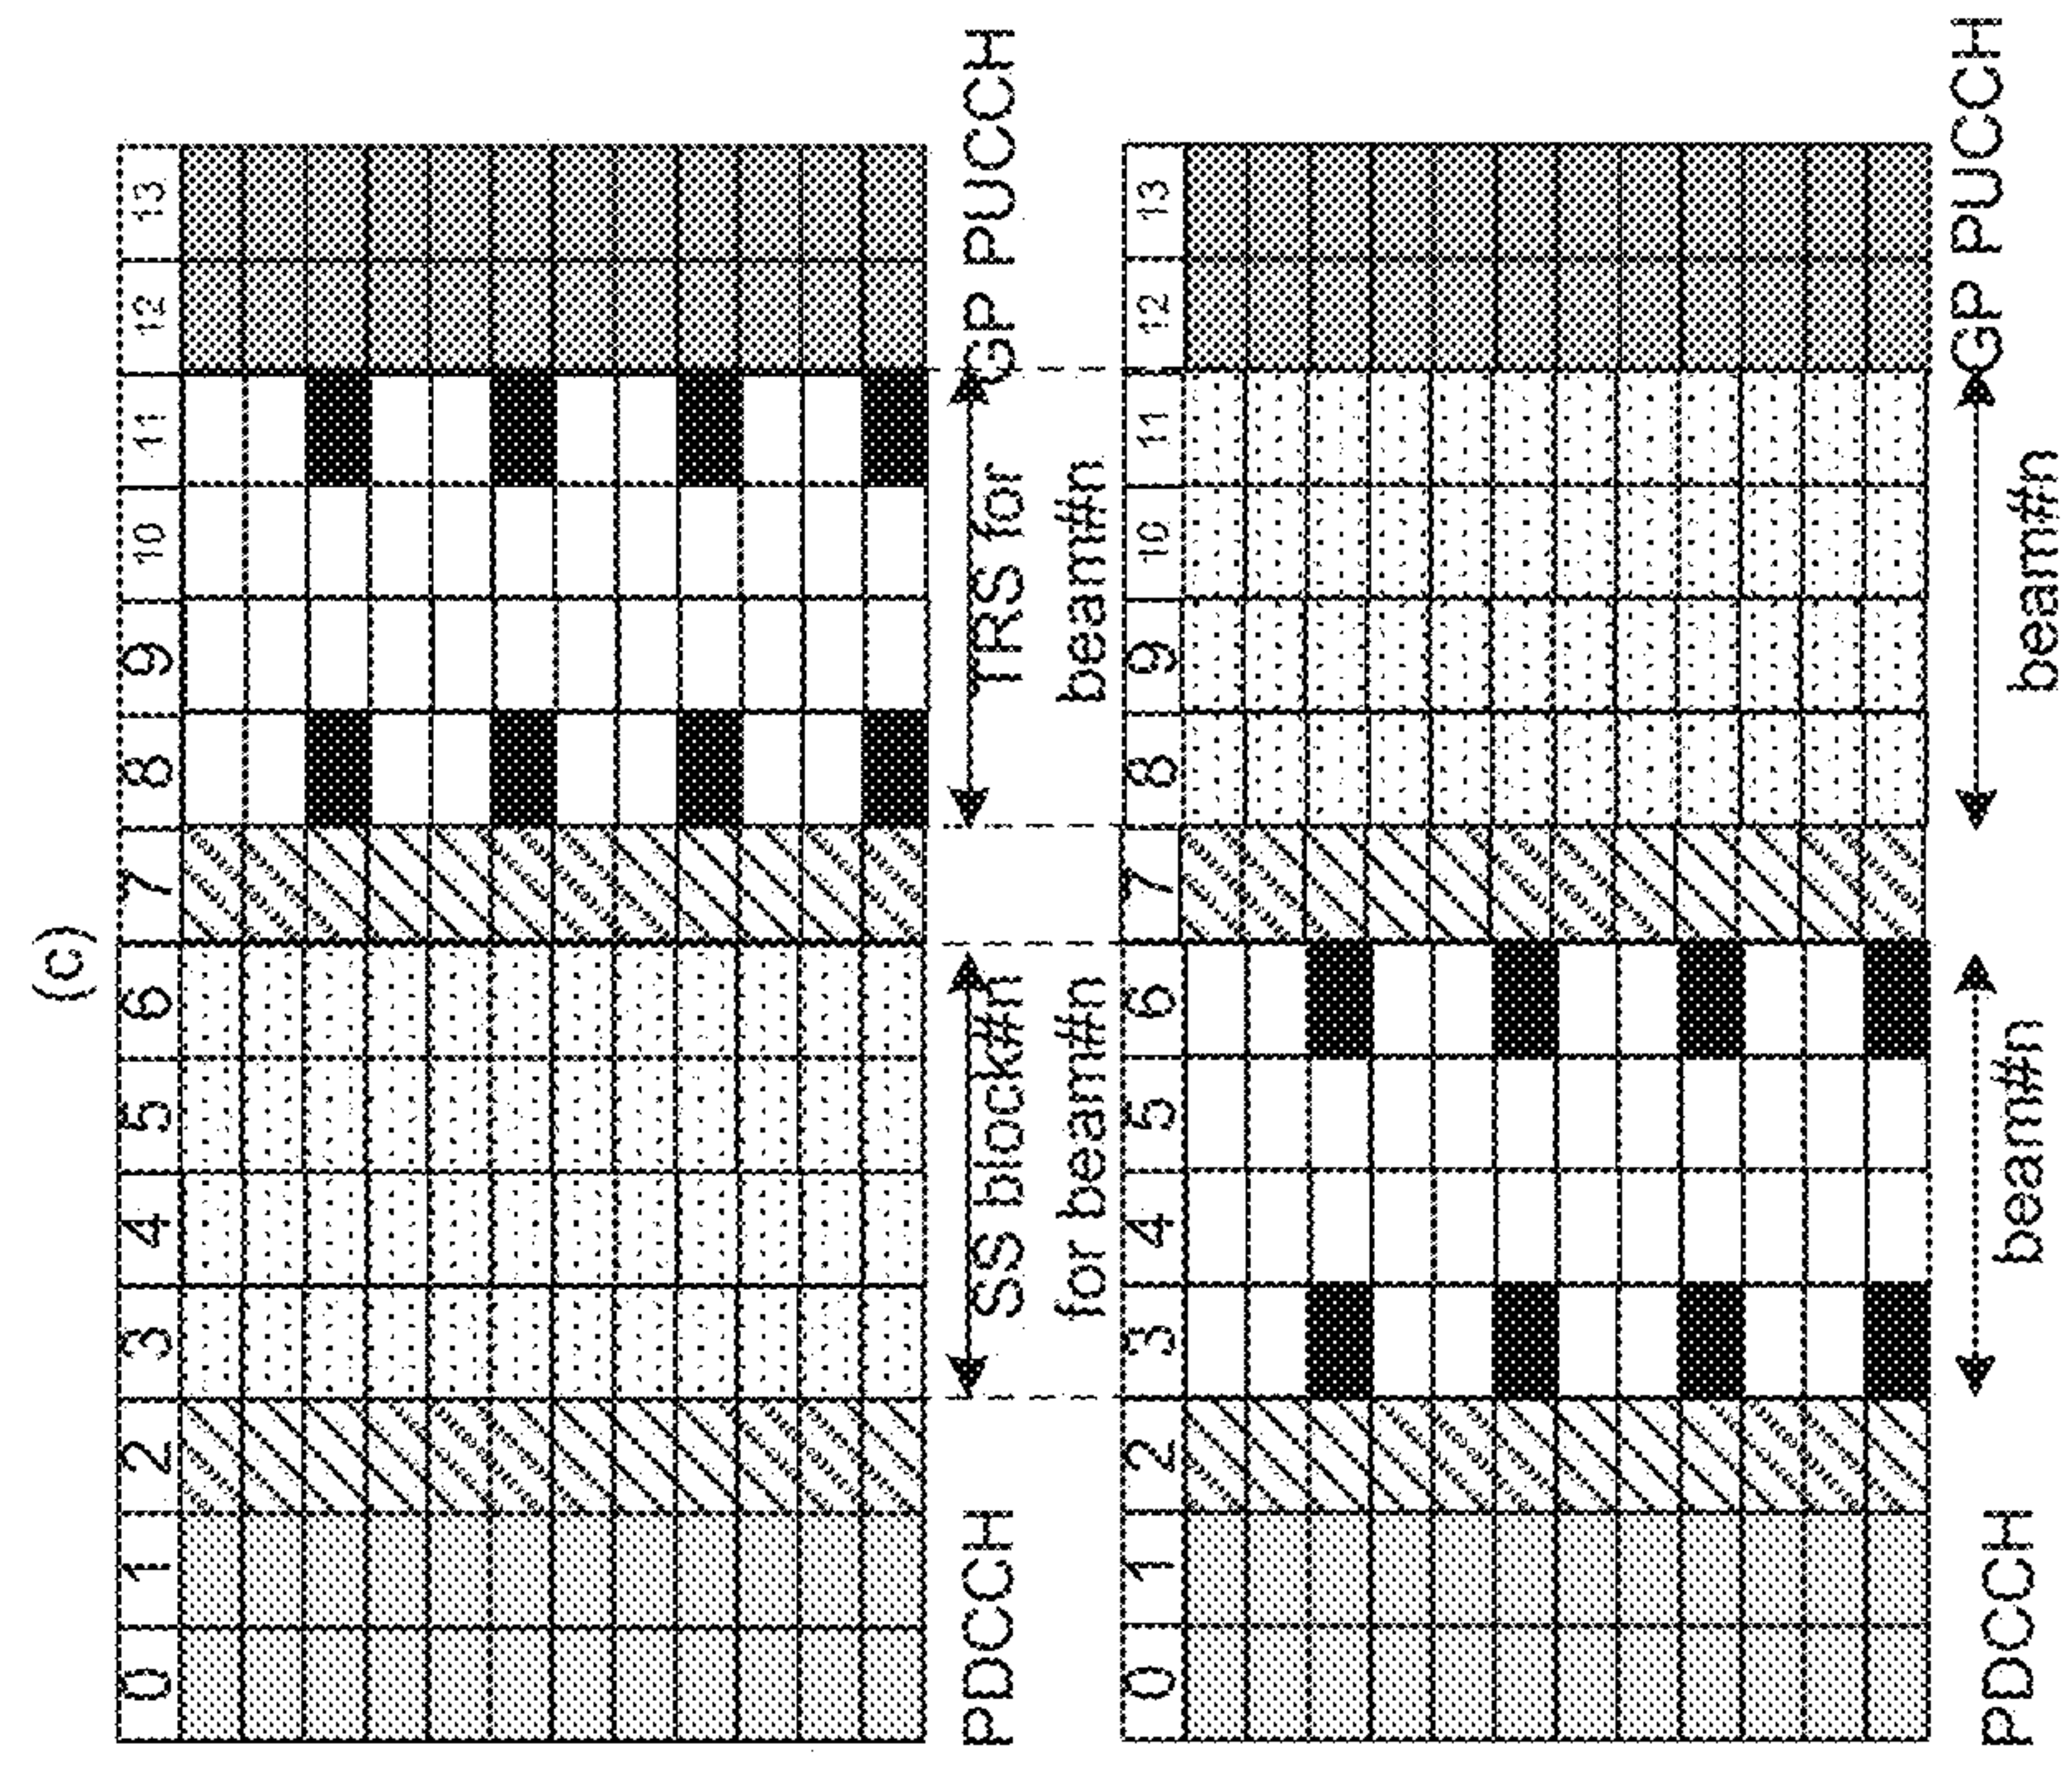 (c)
0 1 2 3 4 5 6 7 8 9 10 11 12 13
PDCCH SS block#n TRS for GP PUCCH
for beam#n beam#n
0 1 2 3 4 5 6 7 8 9 10 11 12 13
PDCCH beam#n beam#n GP PUCCH